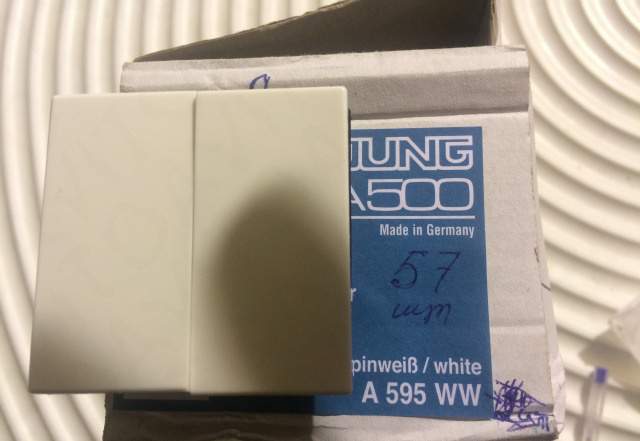 JUNG
A500
Made in Germany
57
шт
r
pinweiß / white
A 595 WW